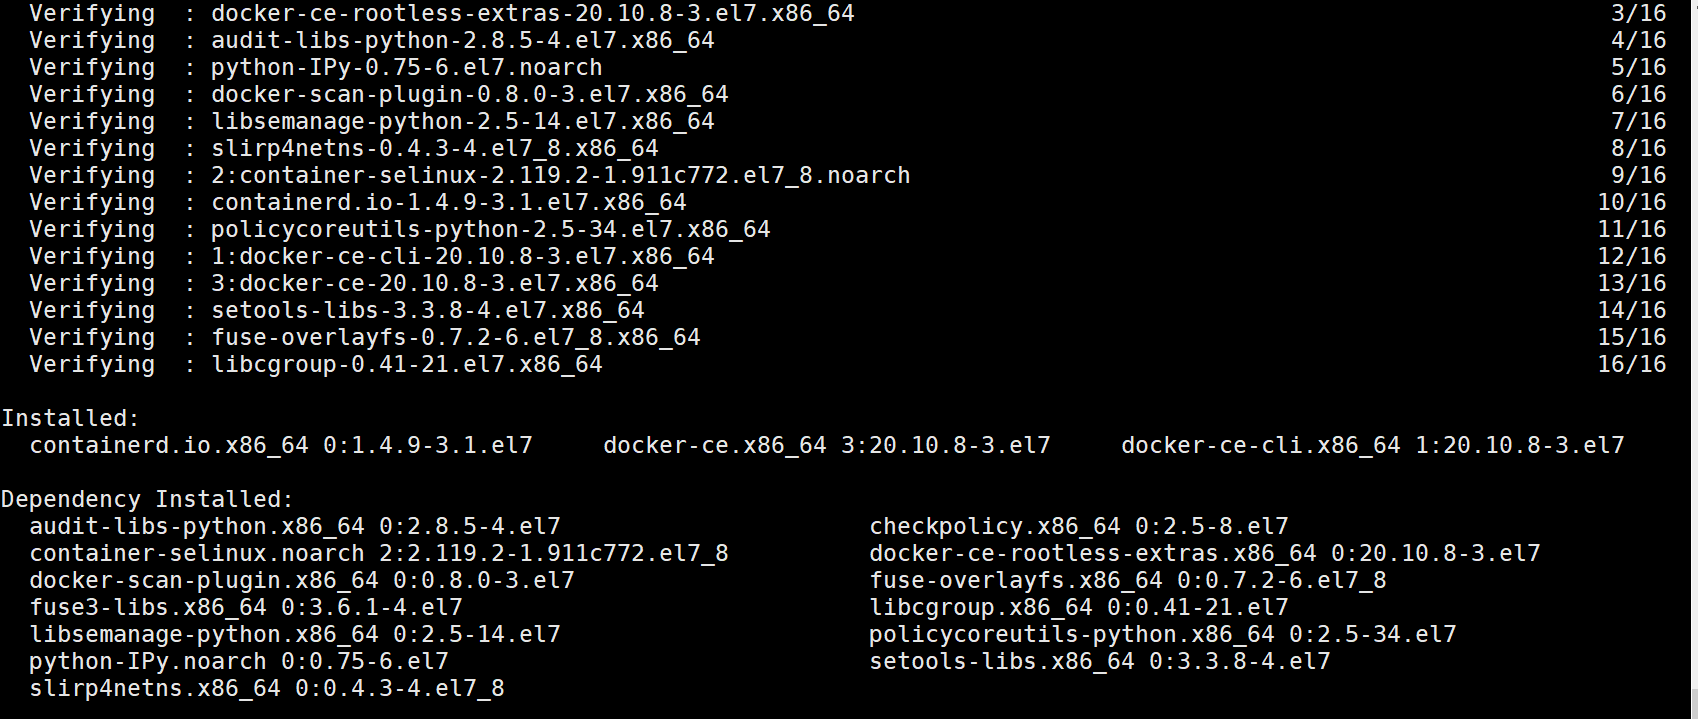 Verifying  : docker-ce-rootless-extras-20.10.8-3.el7.x86_64 3/16
Verifying  : audit-libs-python-2.8.5-4.el7.x86_64 4/16
Verifying  : python-IPy-0.75-6.el7.noarch 5/16
Verifying  : docker-scan-plugin-0.8.0-3.el7.x86_64 6/16
Verifying  : libsemanage-python-2.5-14.el7.x86_64 7/16
Verifying  : slirp4netns-0.4.3-4.el7_8.x86_64 8/16
Verifying  : 2:container-selinux-2.119.2-1.911c772.el7_8.noarch 9/16
Verifying  : containerd.io-1.4.9-3.1.el7.x86_64 10/16
Verifying  : policycoreutils-python-2.5-34.el7.x86_64 11/16
Verifying  : 1:docker-ce-cli-20.10.8-3.el7.x86_64 12/16
Verifying  : 3:docker-ce-20.10.8-3.el7.x86_64 13/16
Verifying  : setools-libs-3.3.8-4.el7.x86_64 14/16
Verifying  : fuse-overlayfs-0.7.2-6.el7_8.x86_64 15/16
Verifying  : libcgroup-0.41-21.el7.x86_64 16/16
Installed:
containerd.io.x86_64 0:1.4.9-3.1.el7 docker-ce.x86_64 3:20.10.8-3.el7 docker-ce-cli.x86_64 1:20.10.8-3.el7
Dependency Installed:
audit-libs-python.x86_64 0:2.8.5-4.el7 checkpolicy.x86_64 0:2.5-8.el7
container-selinux.noarch 2:2.119.2-1.911c772.el7_8 docker-ce-rootless-extras.x86_64 0:20.10.8-3.el7
docker-scan-plugin.x86_64 0:0.8.0-3.el7 fuse-overlayfs.x86_64 0:0.7.2-6.el7_8
fuse3-libs.x86_64 0:3.6.1-4.el7 libcgroup.x86_64 0:0.41-21.el7
libsemanage-python.x86_64 0:2.5-14.el7 policycoreutils-python.x86_64 0:2.5-34.el7
python-IPy.noarch 0:0.75-6.el7 setools-libs.x86_64 0:3.3.8-4.el7
slirp4netns.x86_64 0:0.4.3-4.el7_8